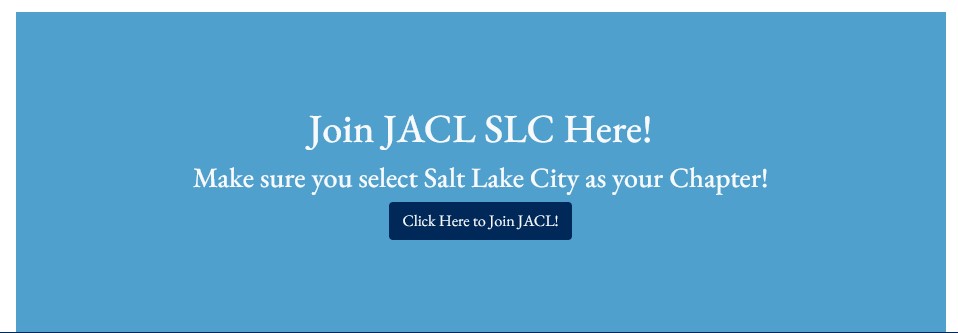 Join JACL SLC Here!
Make sure you select Salt Lake City as your Chapter!
Click Here to Join JACL!